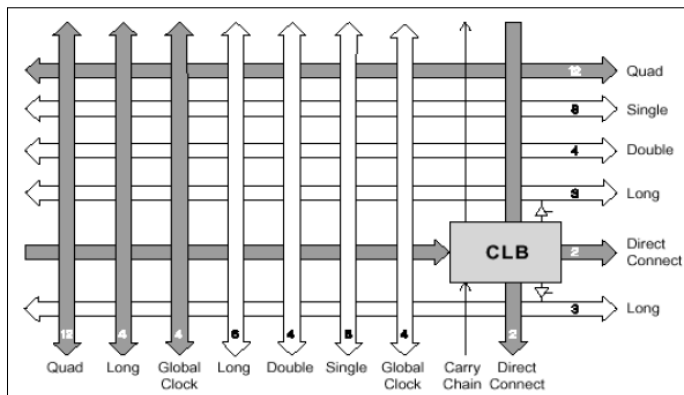 12 Quad
8 Single
4 Double
3 Long
CLB
2 Direct
Connect
3 Long
12 4 4 6 4 8 4 2
Quad Long Global Long Double Single Global Carry Direct
Clock Clock Chain Connect